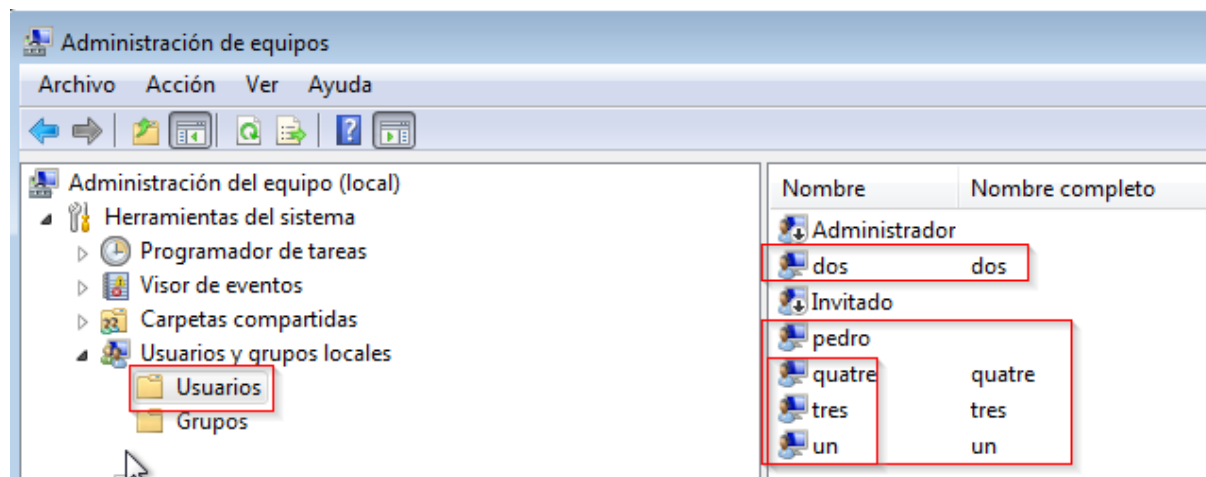 Administración de equipos
Archivo Acción Ver Ayuda
Administración del equipo (local)
Herramientas del sistema
Programador de tareas
Visor de eventos
Carpetas compartidas
Usuarios y grupos locales
Usuarios
Grupos
Nombre Nombre completo
Administrador
dos dos
Invitado
pedro
quatre quatre
tres tres
un un